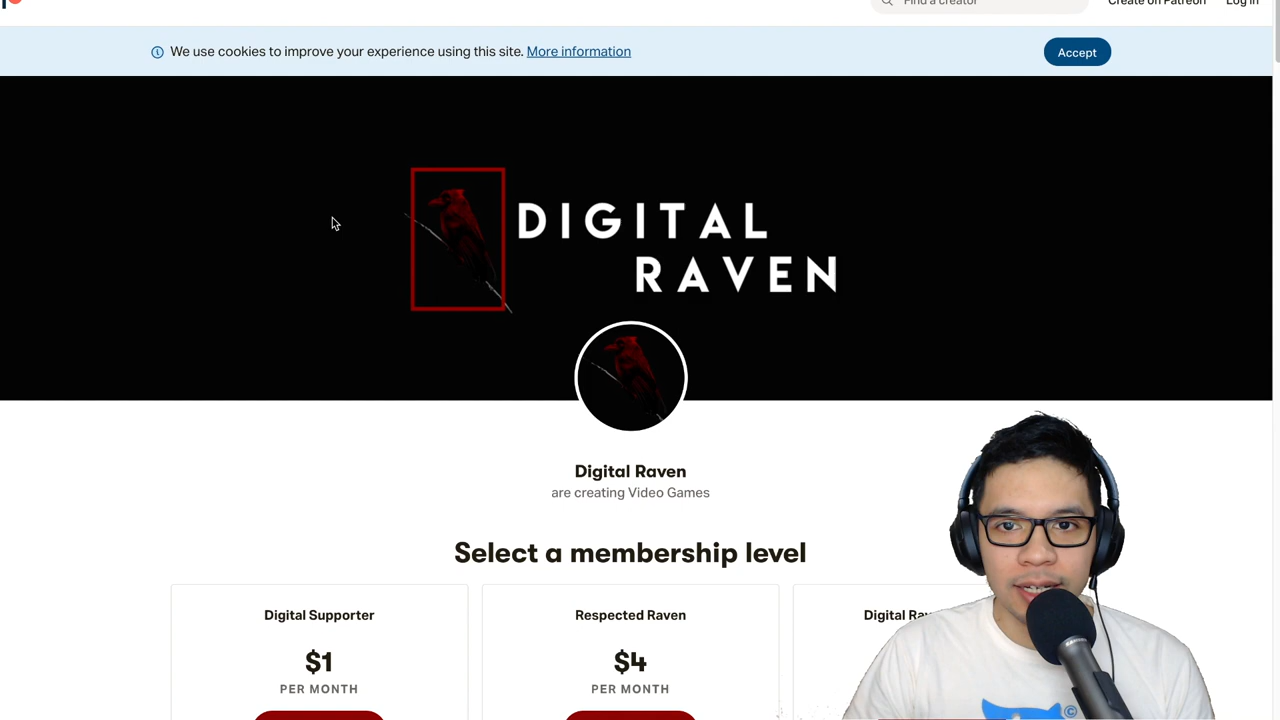 Find a creator
Create on Patreon
Log in
We use cookies to improve your experience using this site. More information
Accept
DIGITAL
RAVEN
Digital Raven
are creating Video Games
Select a membership level
Digital Supporter
$1
PER MONTH
Respected Raven
$4
PER MONTH
Digital
©